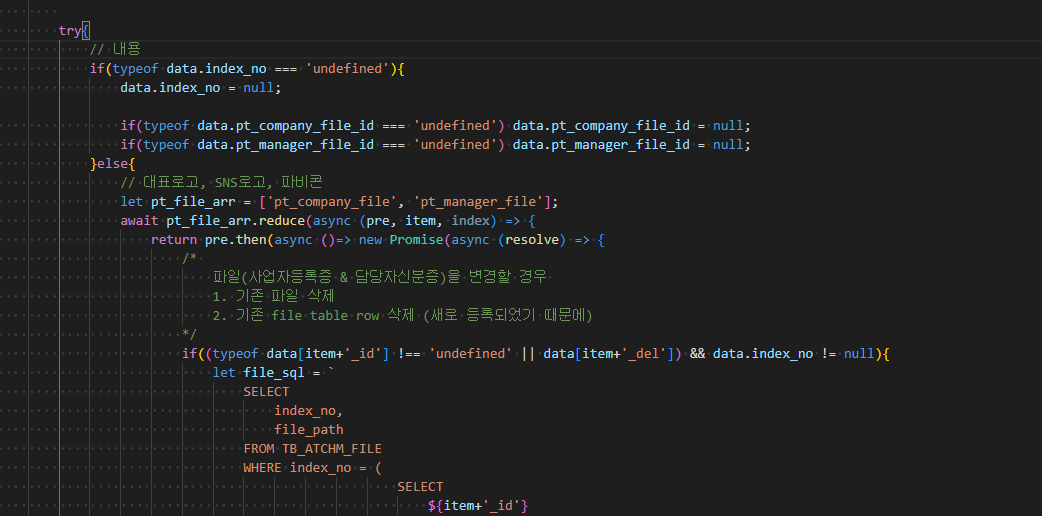 try{
// 내용
if(typeof data.index_no === 'undefined'){
data.index_no = null;
if(typeof data.pt_company_file_id === 'undefined') data.pt_company_file_id = null;
if(typeof data.pt_manager_file_id === 'undefined') data.pt_manager_file_id = null;
}else{
// 대표로고, SNS로고, 파비콘
let pt_file_arr = ['pt_company_file', 'pt_manager_file'];
await pt_file_arr.reduce(async (pre, item, index) => {
return pre.then(async ()=> new Promise(async (resolve) => {
/*
파일(사업자등록증 & 담당자신분증)을 변경할 경우
1. 기존 파일 삭제
2. 기존 file table row 삭제 (새로 등록되었기 때문에)
*/
if((typeof data[item+'_id'] !== 'undefined' || data[item+'_del']) && data.index_no != null){
let file_sql = `
SELECT
index_no,
file_path
FROM TB_ATCHM_FILE
WHERE index_no = (
SELECT
${item+'_id'}